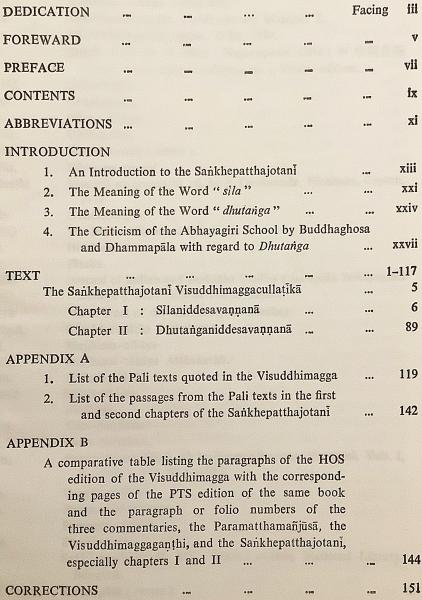 DEDICATION ... ... ... Facing iii
FOREWARD ... ... ... ... v
PREFACE ... ... ... ... vii
CONTENTS ... ... ... ... ix
ABBREVIATIONS ... ... ... ... xi
INTRODUCTION
1. An Introduction to the Saṅkhepatthajotanī ... xiii
2. The Meaning of the Word “sīla” ... ... xxi
3. The Meaning of the Word “dhutaṅga” ... ... xxiv
4. The Criticism of the Abhayagiri School by Buddhaghosa
and Dhammapāla with regard to Dhutaṅga ... xxvii
TEXT ... ... ... ... ... 1-117
The Saṅkhepatthajotanī Visuddhimaggacullaṭīkā ... 5
Chapter I : Sīlaniddesavaṇṇanā ... ... 6
Chapter II : Dhutaṅganiddesavaṇṇanā ... ... 89
APPENDIX A
1. List of the Pali texts quoted in the Visuddhimagga ... 119
2. List of the passages from the Pali texts in the first
and second chapters of the Saṅkhepatthajotanī ... 142
APPENDIX B
A comparative table listing the paragraphs of the HOS
edition of the Visuddhimagga with the correspond-
ing pages of the PTS edition of the same book
and the paragraph or folio numbers of the
three commentaries, the Paramatthamañjūsā, the
Visuddhimaggagaṇṭhi, and the Saṅkhepatthajotanī,
especially chapters I and II ... ... ... 144
CORRECTIONS ... ... ... ... 151